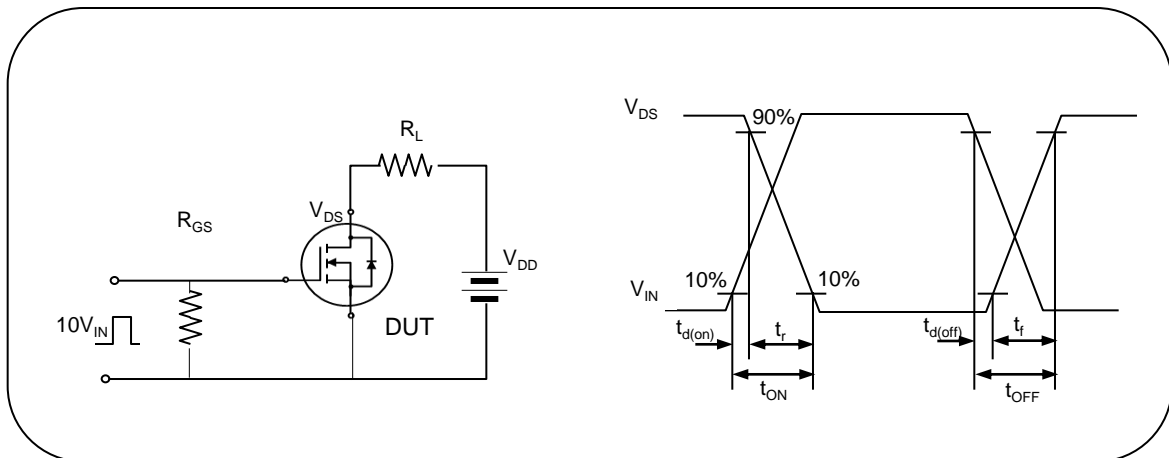 R_L
R_GS
V_DS
V_DD
10V_IN
DUT
V_DS
90%
10%
10%
V_IN
t_d(on)
t_r
t_d(off)
t_f
t_ON
t_OFF